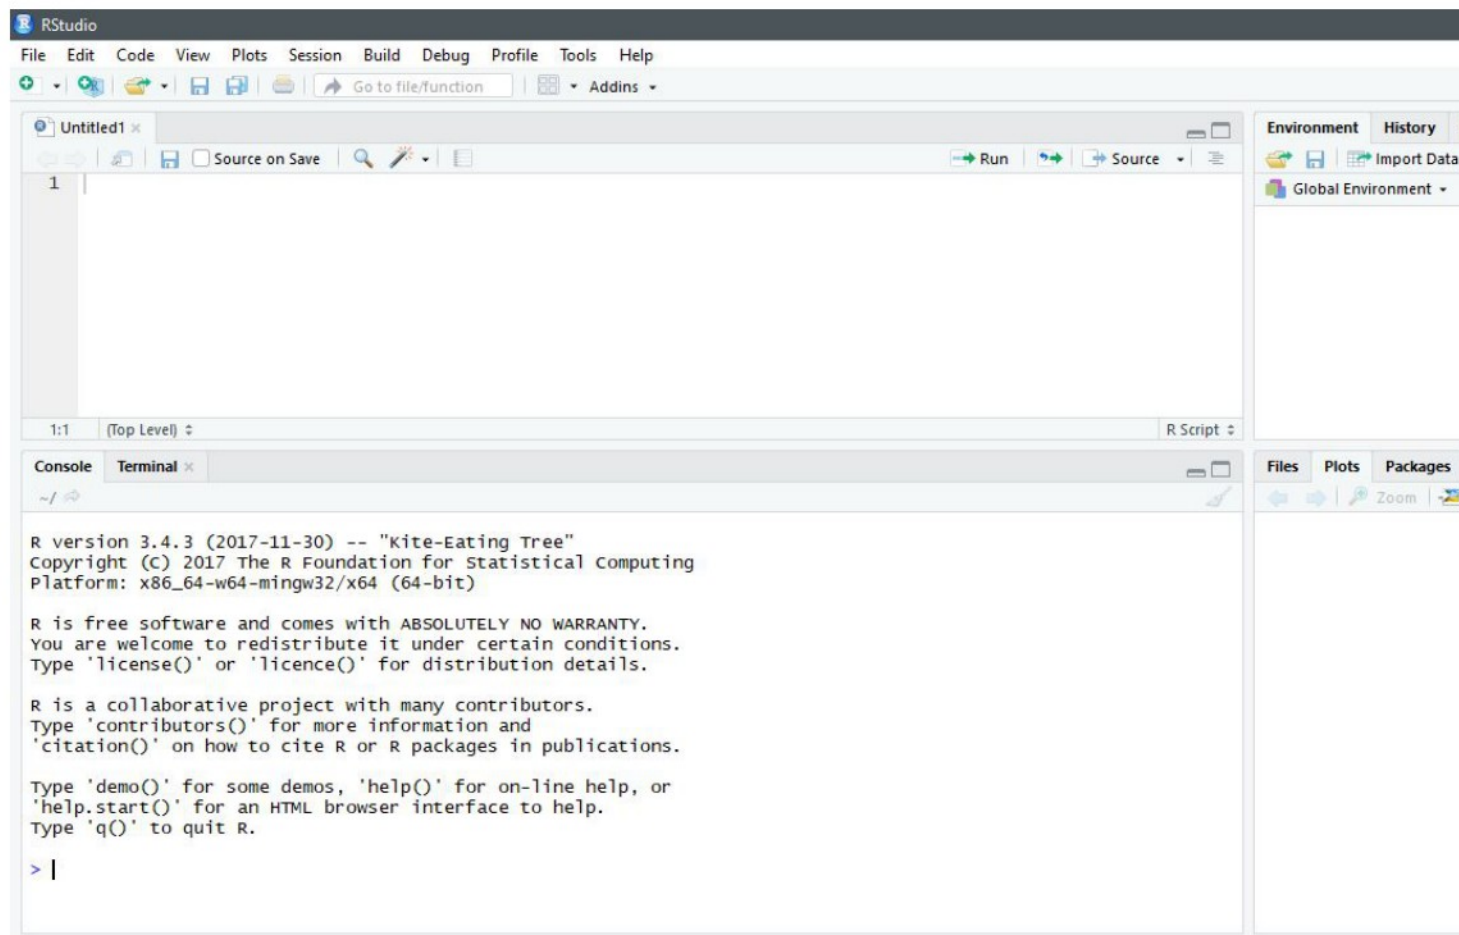 RStudio
File Edit Code View Plots Session Build Debug Profile Tools Help
Go to file/function Addins
Untitled1
Source on Save Run Source
1
1:1 (Top Level) R Script
Console Terminal
~/
R version 3.4.3 (2017-11-30) -- "Kite-Eating Tree"
Copyright (C) 2017 The R Foundation for Statistical Computing
Platform: x86_64-w64-mingw32/x64 (64-bit)
R is free software and comes with ABSOLUTELY NO WARRANTY.
You are welcome to redistribute it under certain conditions.
Type 'license()' or 'licence()' for distribution details.
R is a collaborative project with many contributors.
Type 'contributors()' for more information and
'citation()' on how to cite R or R packages in publications.
Type 'demo()' for some demos, 'help()' for on-line help, or
'help.start()' for an HTML browser interface to help.
Type 'q()' to quit R.
>
Environment History
Import Data
Global Environment
Files Plots Packages
Zoom